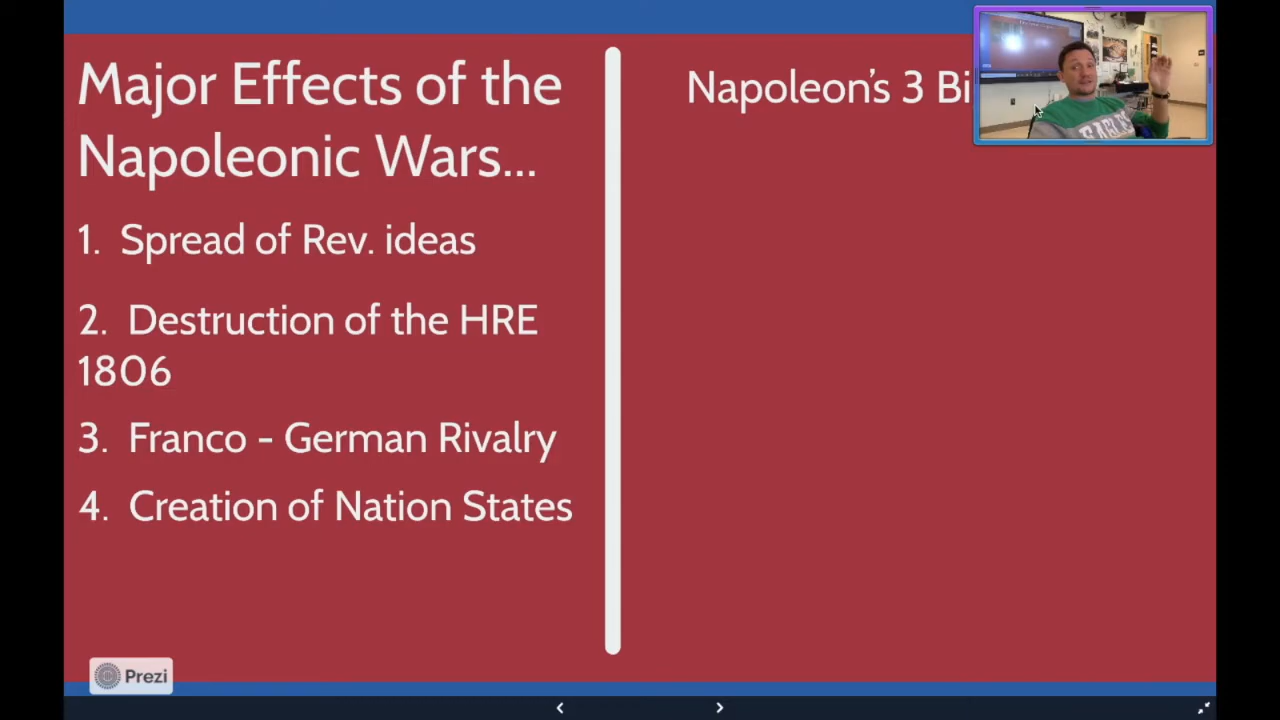 Major Effects of the
Napoleonic Wars...
1. Spread of Rev. ideas
2. Destruction of the HRE
1806
3. Franco - German Rivalry
4. Creation of Nation States
Napoleon's 3
EAGLES
Prezi